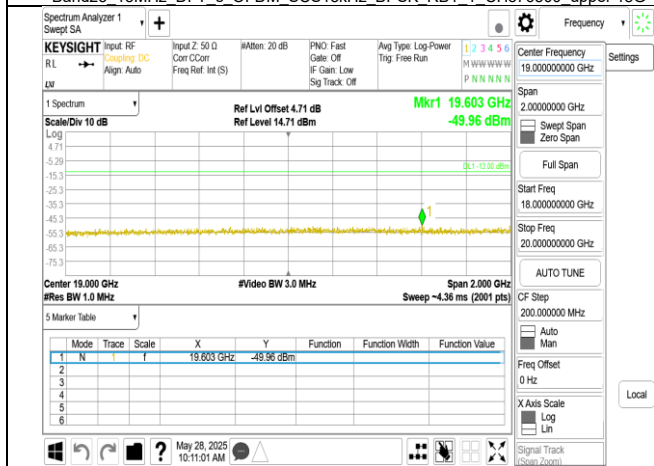 Spectrum Analyzer 1
Swept SA
Frequency
KEYSIGHT
RL
Input: RF
Coupling: DC
Align: Auto
Input Z: 50 Ω
Corr CCorr
Freq Ref: Int (S)
#Atten: 20 dB
PNO: Fast
Gate: Off
IF Gain: Low
Sig Track: Off
Avg Type: Log-Power
Trig: Free Run
1 2 3 4 5 6
M W W W W W
P N N N N N
Center Frequency
19.000000000 GHz
Settings
Span
2.00000000 GHz
Swept Span
Zero Span
Full Span
Start Freq
18.000000000 GHz
Stop Freq
20.000000000 GHz
AUTO TUNE
CF Step
200.000000 MHz
Auto
Man
Freq Offset
0 Hz
X Axis Scale
Log
Lin
Signal Track
(Span Zoom)
Local
1 Spectrum
Scale/Div 10 dB
Log
Ref Lvl Offset 4.71 dB
Ref Level 14.71 dBm
Mkr1 19.603 GHz
-49.96 dBm
4.71
-5.29
-15.3
-25.3
-35.3
-45.3
-55.3
-65.3
-75.3
DL1 -13.00 dBm
1
Center 19.000 GHz
#Res BW 1.0 MHz
#Video BW 3.0 MHz
Span 2.000 GHz
Sweep ~4.36 ms (2001 pts)
5 Marker Table
Mode Trace Scale X Y Function Function Width Function Value
1 N 1 f 19.603 GHz -49.96 dBm
2
3
4
5
6
May 28, 2025
10:11:01 AM